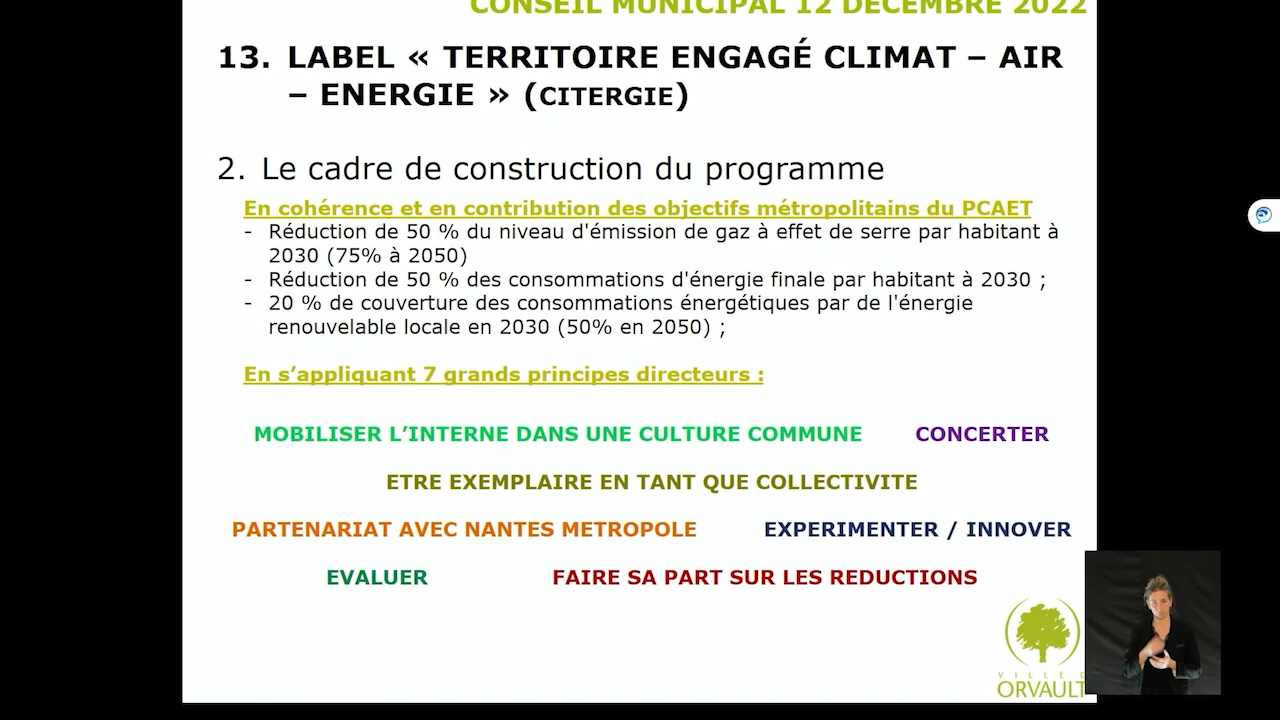 CONSEIL MUNICIPAL 12 DECEMBRE 2022
13. LABEL « TERRITOIRE ENGAGÉ CLIMAT – AIR
– ENERGIE » (CITERGIE)
2. Le cadre de construction du programme
En cohérence et en contribution des objectifs métropolitains du PCAET
- Réduction de 50 % du niveau d'émission de gaz à effet de serre par habitant à
2030 (75% à 2050)
- Réduction de 50 % des consommations d'énergie finale par habitant à 2030 ;
- 20 % de couverture des consommations énergétiques par de l'énergie
renouvelable locale en 2030 (50% en 2050) ;
En s’appliquant 7 grands principes directeurs :
MOBILISER L’INTERNE DANS UNE CULTURE COMMUNE CONCERTER
ETRE EXEMPLAIRE EN TANT QUE COLLECTIVITE
PARTENARIAT AVEC NANTES METROPOLE EXPERIMENTER / INNOVER
EVALUER FAIRE SA PART SUR LES REDUCTIONS
VILLE D
ORVAULT